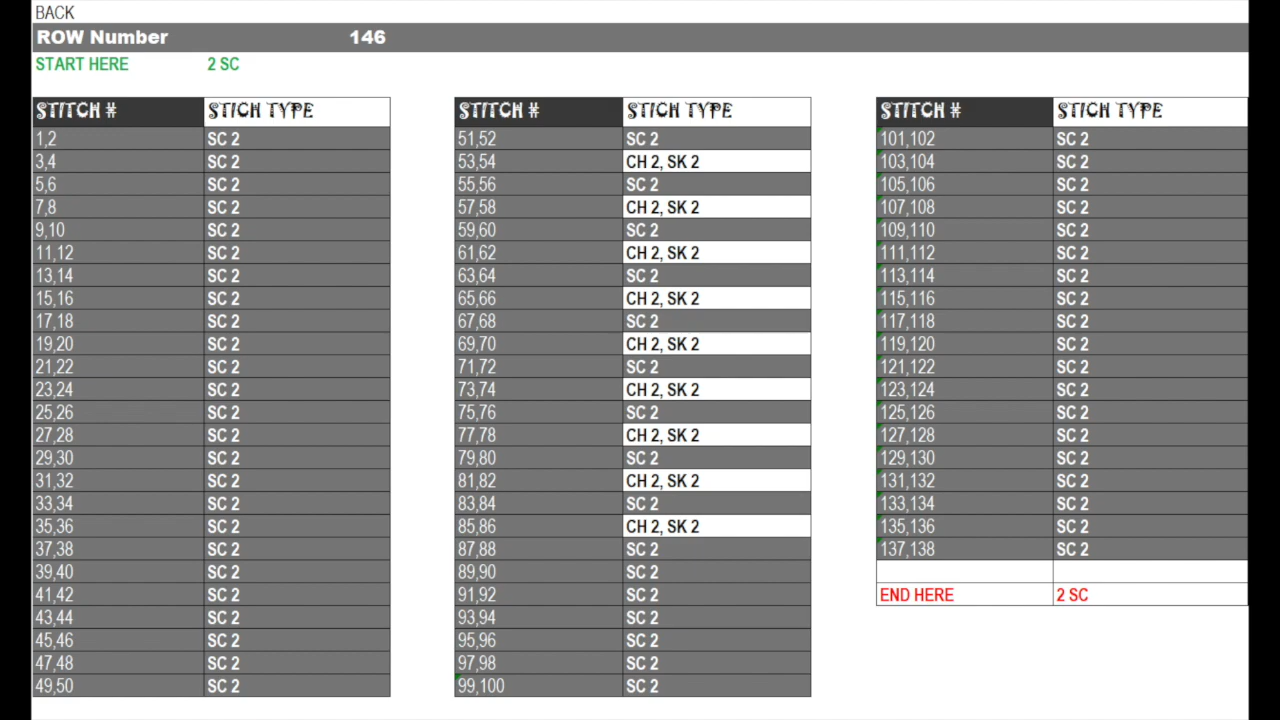 BACK
ROW Number 146
START HERE 2 SC
STITCH # STICH TYPE
1,2 SC 2
3,4 SC 2
5,6 SC 2
7,8 SC 2
9,10 SC 2
11,12 SC 2
13,14 SC 2
15,16 SC 2
17,18 SC 2
19,20 SC 2
21,22 SC 2
23,24 SC 2
25,26 SC 2
27,28 SC 2
29,30 SC 2
31,32 SC 2
33,34 SC 2
35,36 SC 2
37,38 SC 2
39,40 SC 2
41,42 SC 2
43,44 SC 2
45,46 SC 2
47,48 SC 2
49,50 SC 2
STITCH # STICH TYPE
51,52 SC 2
53,54 CH 2, SK 2
55,56 SC 2
57,58 CH 2, SK 2
59,60 SC 2
61,62 CH 2, SK 2
63,64 SC 2
65,66 CH 2, SK 2
67,68 SC 2
69,70 CH 2, SK 2
71,72 SC 2
73,74 CH 2, SK 2
75,76 SC 2
77,78 CH 2, SK 2
79,80 SC 2
81,82 CH 2, SK 2
83,84 SC 2
85,86 CH 2, SK 2
87,88 SC 2
89,90 SC 2
91,92 SC 2
93,94 SC 2
95,96 SC 2
97,98 SC 2
99,100 SC 2
STITCH # STICH TYPE
101,102 SC 2
103,104 SC 2
105,106 SC 2
107,108 SC 2
109,110 SC 2
111,112 SC 2
113,114 SC 2
115,116 SC 2
117,118 SC 2
119,120 SC 2
121,122 SC 2
123,124 SC 2
125,126 SC 2
127,128 SC 2
129,130 SC 2
131,132 SC 2
133,134 SC 2
135,136 SC 2
137,138 SC 2
END HERE 2 SC